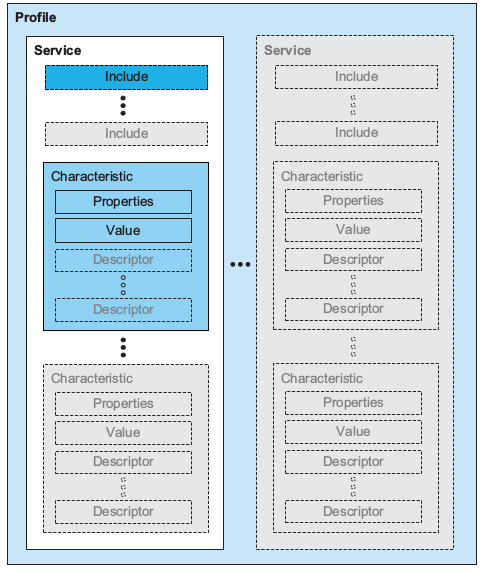 Profile
Service
Include
Include
Characteristic
Properties
Value
Descriptor
Descriptor
Characteristic
Properties
Value
Descriptor
Descriptor
Service
Include
Include
Characteristic
Properties
Value
Descriptor
Descriptor
Characteristic
Properties
Value
Descriptor
Descriptor